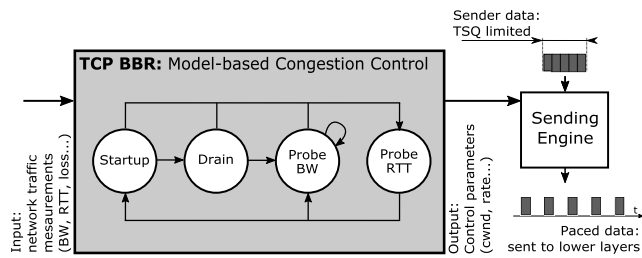 Sender data:
TSQ limited
TCP BBR: Model-based Congestion Control
Startup
Drain
Probe
BW
Probe
RTT
Sending
Engine
Input:
network traffic
mesaurements
(BW, RTT, loss...)
Output:
Control parameters
(cwnd, rate...)
t
Paced data:
sent to lower layers